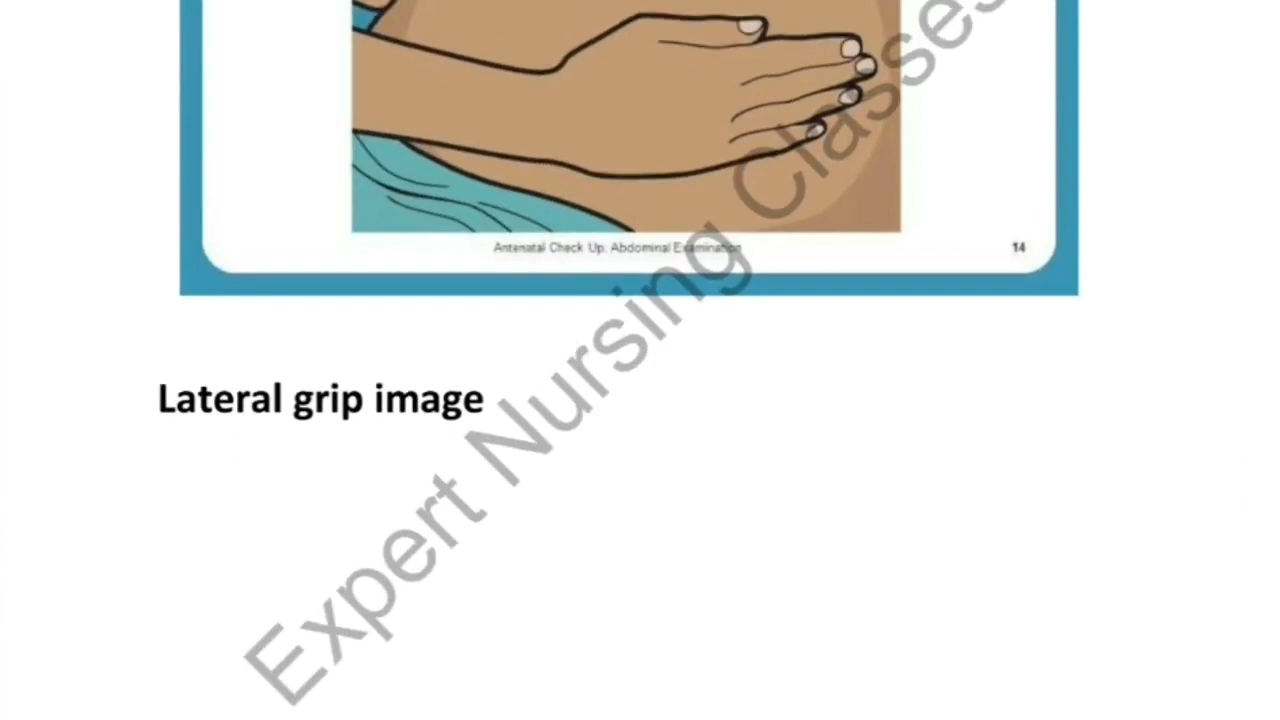 Antenatal Check Up: Abdominal Examination
14
Lateral grip image
Expert Nursing Classes